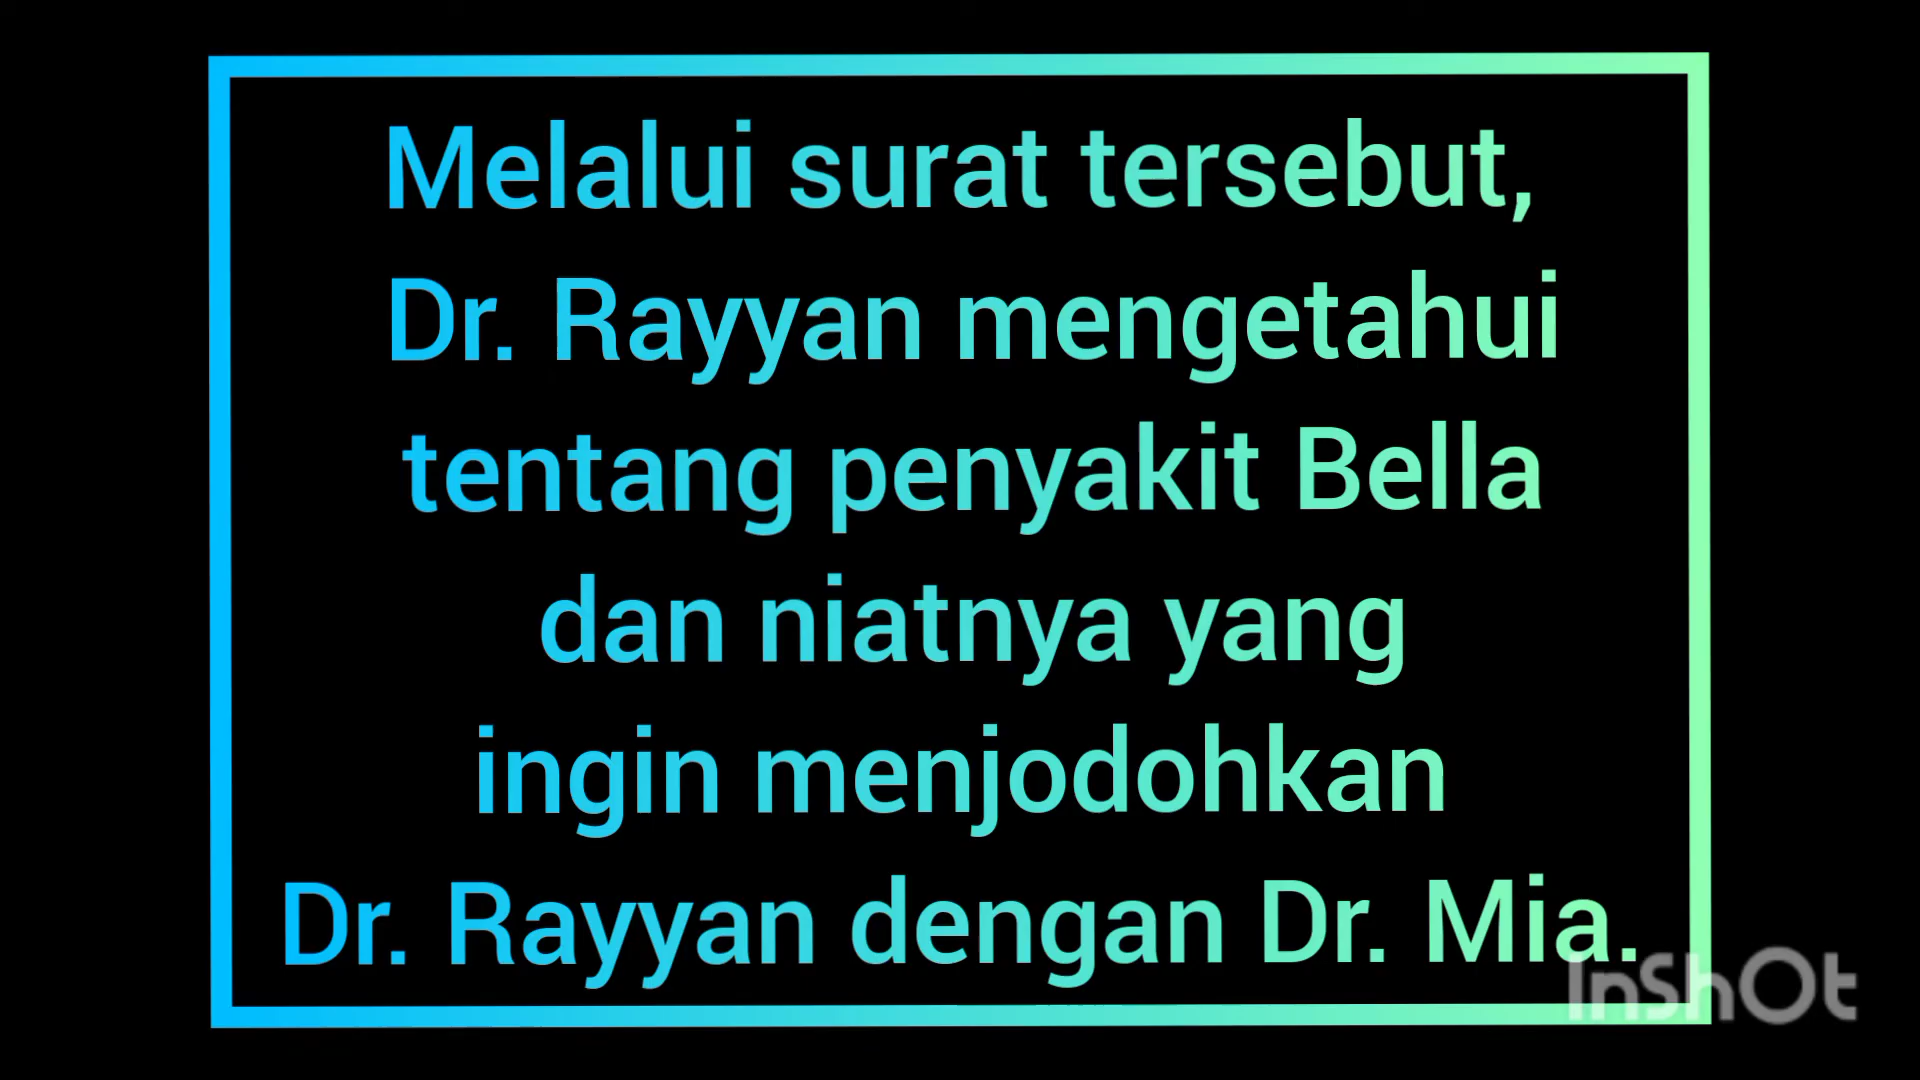 Melalui surat tersebut,
Dr. Rayyan mengetahui
tentang penyakit Bella
dan niatnya yang
ingin menjodohkan
Dr. Rayyan dengan Dr. Mia.
InShOt